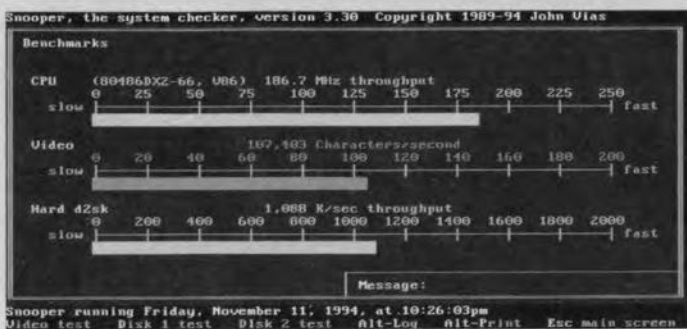 Snooper, the system checker, version 3.30 Copyright 1989-94 John Vias
Benchmarks
CPU (80486DX2-66, V86) 186.7 MHz throughput
0 25 50 75 100 125 150 175 200 225 250
slow fast
Video 107,403 Characters/second
0 20 40 60 80 100 120 140 160 180 200
slow fast
Hard d2sk 1,088 K/sec throughput
0 200 400 600 800 1000 1200 1400 1600 1800 2000
slow fast
Message:
Snooper running Friday, November 11, 1994, at 10:26:03pm
Video test Disk 1 test DIsk 2 test Alt-Log Alt-Print Esc main screen